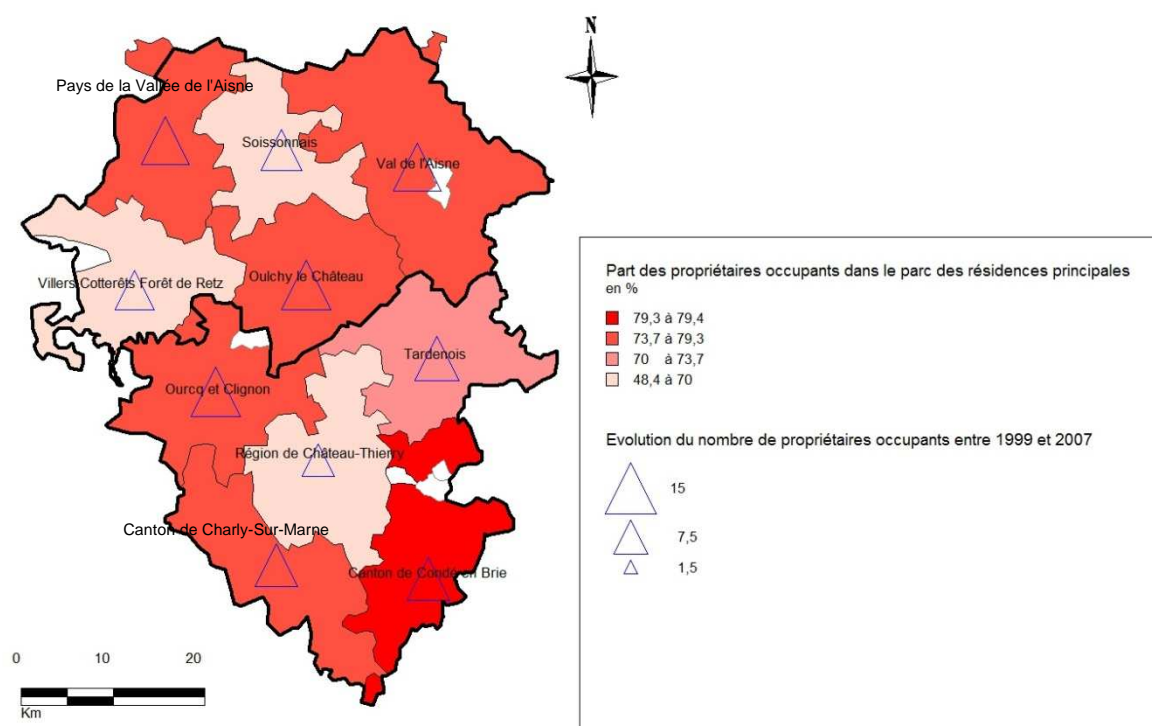 N
Pays de la Vallée de l'Aisne
Soissonnais
Val de l'Aisne
Oulchy le Château
Villers Cotterêts Forêt de Retz
Tardenois
Ourcq et Clignon
Région de Château-Thierry
Canton de Charly-Sur-Marne
Canton de Condé en Brie
0 10 20
Km
Part des propriétaires occupants dans le parc des résidences principales
en %
79,3 à 79,4
73,7 à 79,3
70 à 73,7
48,4 à 70
Evolution du nombre de propriétaires occupants entre 1999 et 2007
15
7,5
1,5